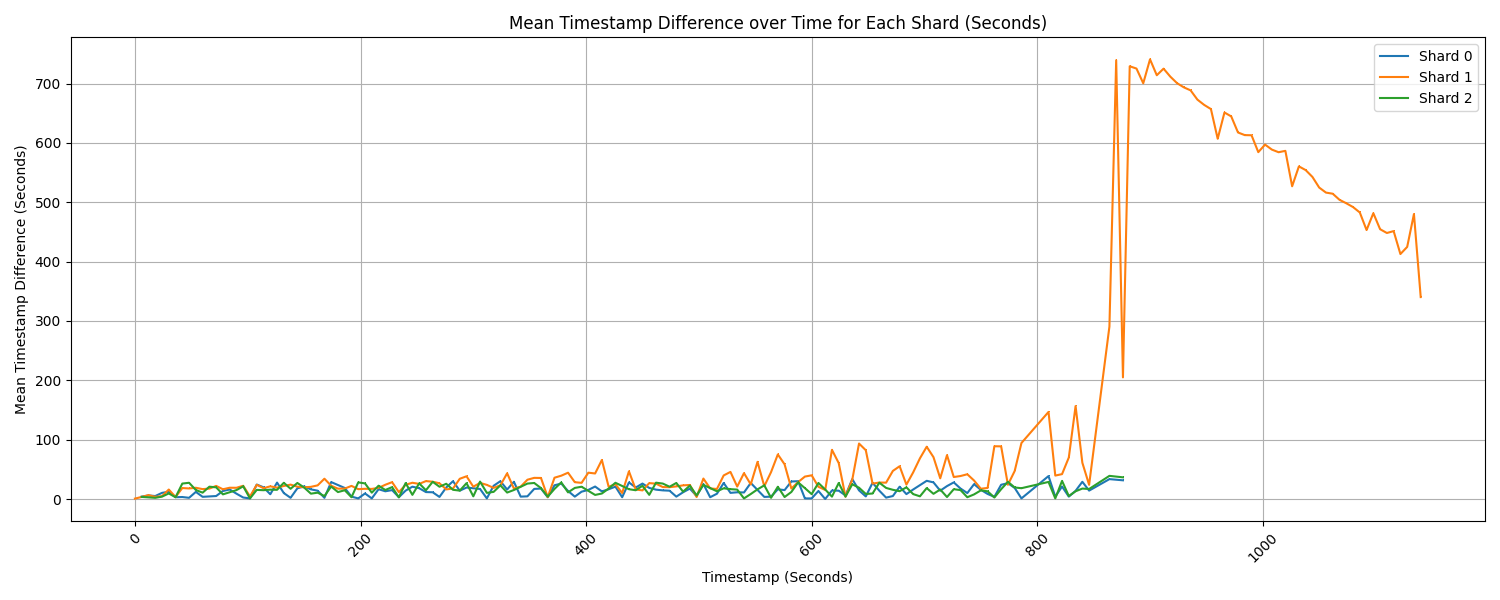 Mean Timestamp Difference over Time for Each Shard (Seconds)
Shard 0
Shard 1
Shard 2
Mean Timestamp Difference (Seconds)
700
600
500
400
300
200
100
0
0
200
400
600
800
1000
Timestamp (Seconds)